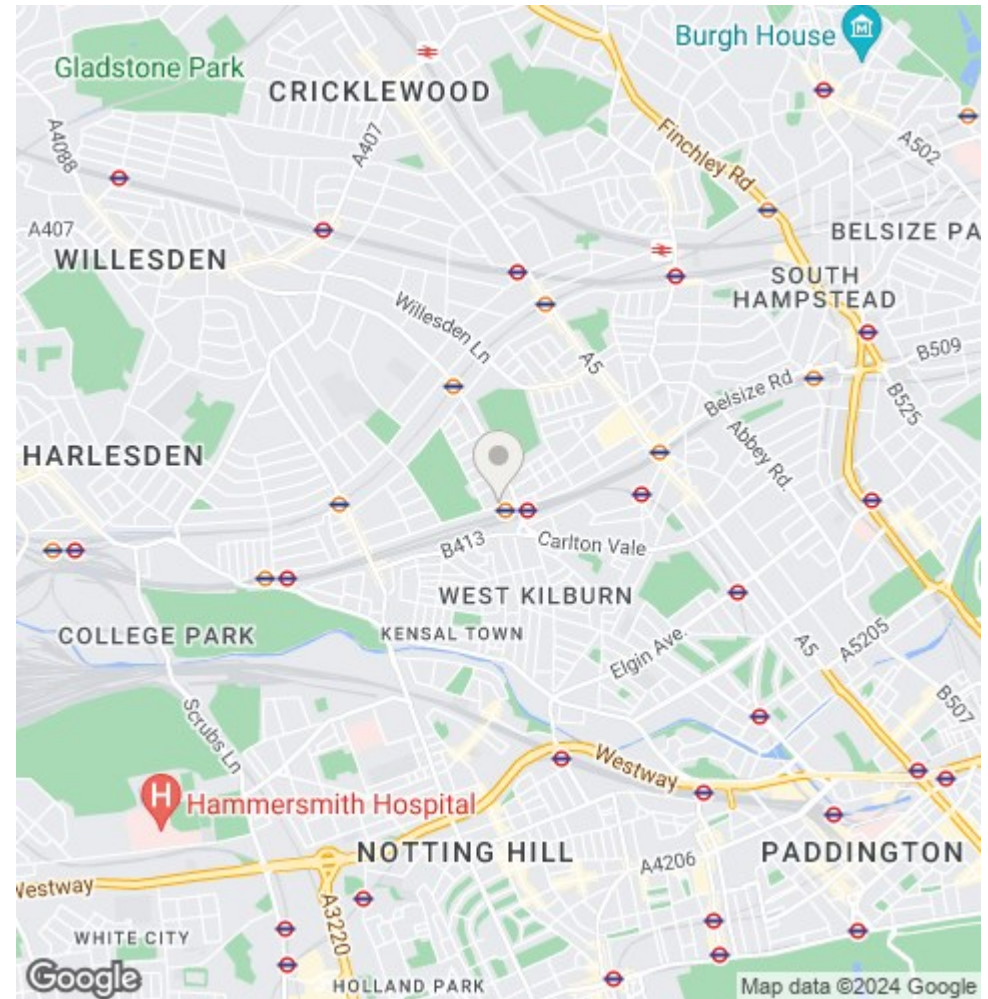 Burgh House
Gladstone Park
CRICKLEWOOD
A4088
A407
Finchley Rd
A502
A407
WILLESDEN
BELSIZE PA
SOUTH
HAMPSTEAD
Willesden Ln
A5
B509
Belsize Rd
B525
Abbey Rd.
HARLESDEN
B413
Carlton Vale
WEST KILBURN
COLLEGE PARK
KENSAL TOWN
Elgin Ave.
A5
A5205
B507
Scrubs Ln
Westway
H
Hammersmith Hospital
NOTTING HILL
A4206
PADDINGTON
Westway
A3220
WHITE CITY
HOLLAND PARK
Google
Map data ©2024 Google